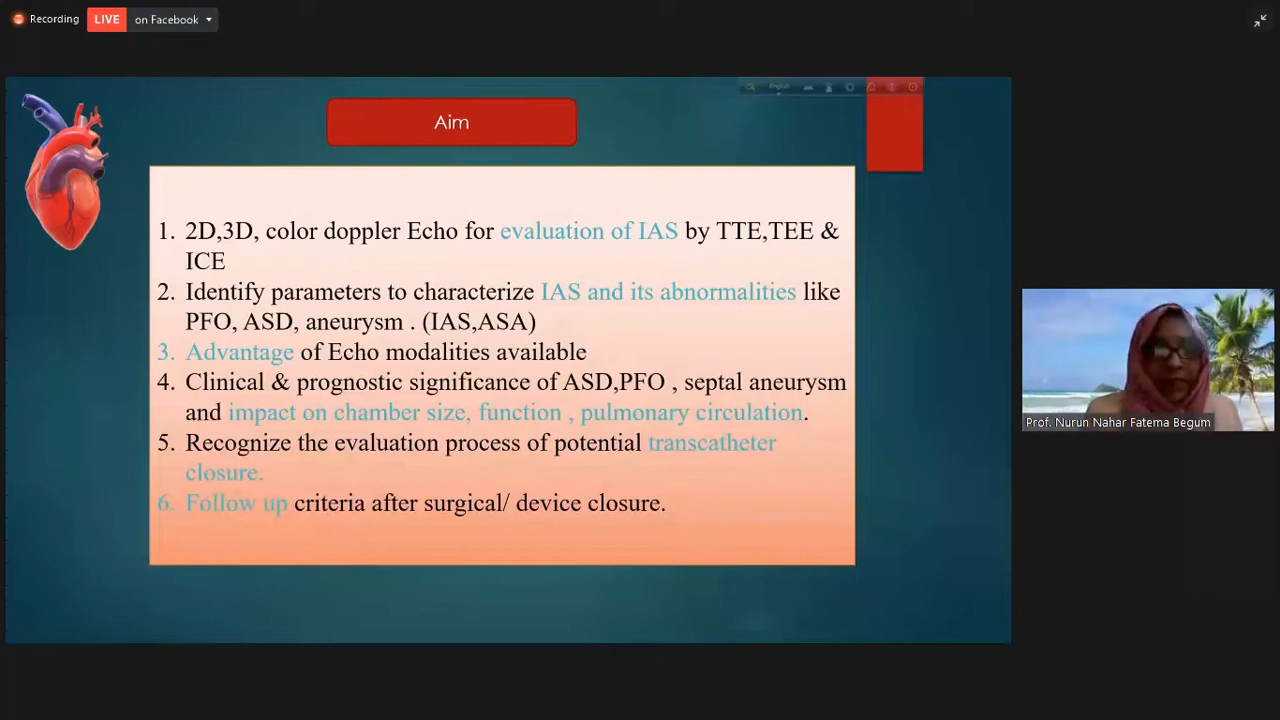 Recording
LIVE
on Facebook
English
Aim
1. 2D,3D, color doppler Echo for evaluation of IAS by TTE,TEE &
ICE
2. Identify parameters to characterize IAS and its abnormalities like
PFO, ASD, aneurysm . (IAS,ASA)
3. Advantage of Echo modalities available
4. Clinical & prognostic significance of ASD,PFO , septal aneurysm
and impact on chamber size, function , pulmonary circulation.
5. Recognize the evaluation process of potential transcatheter
closure.
6. Follow up criteria after surgical/ device closure.
Prof. Nurun Nahar Fatema Begum